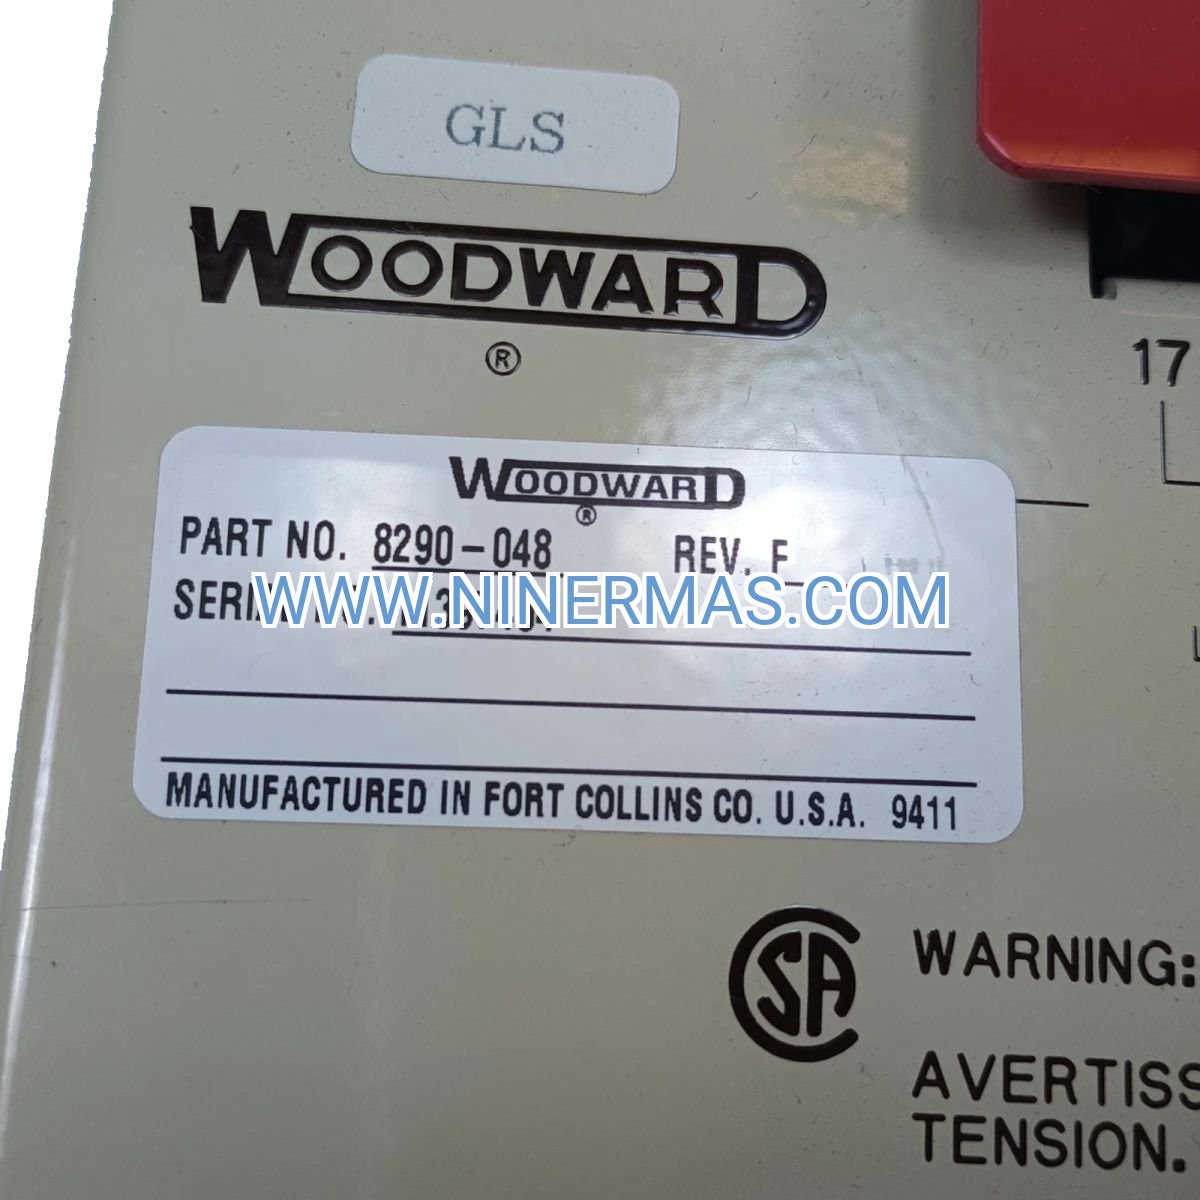 GLS
WOODWARD
®
17
WOODWARD
®
PART NO. 8290-048 REV. F
WWW.NINERMAS.COM
MANUFACTURED IN FORT COLLINS CO. U.S.A. 9411
SA
WARNING:
TENSION.